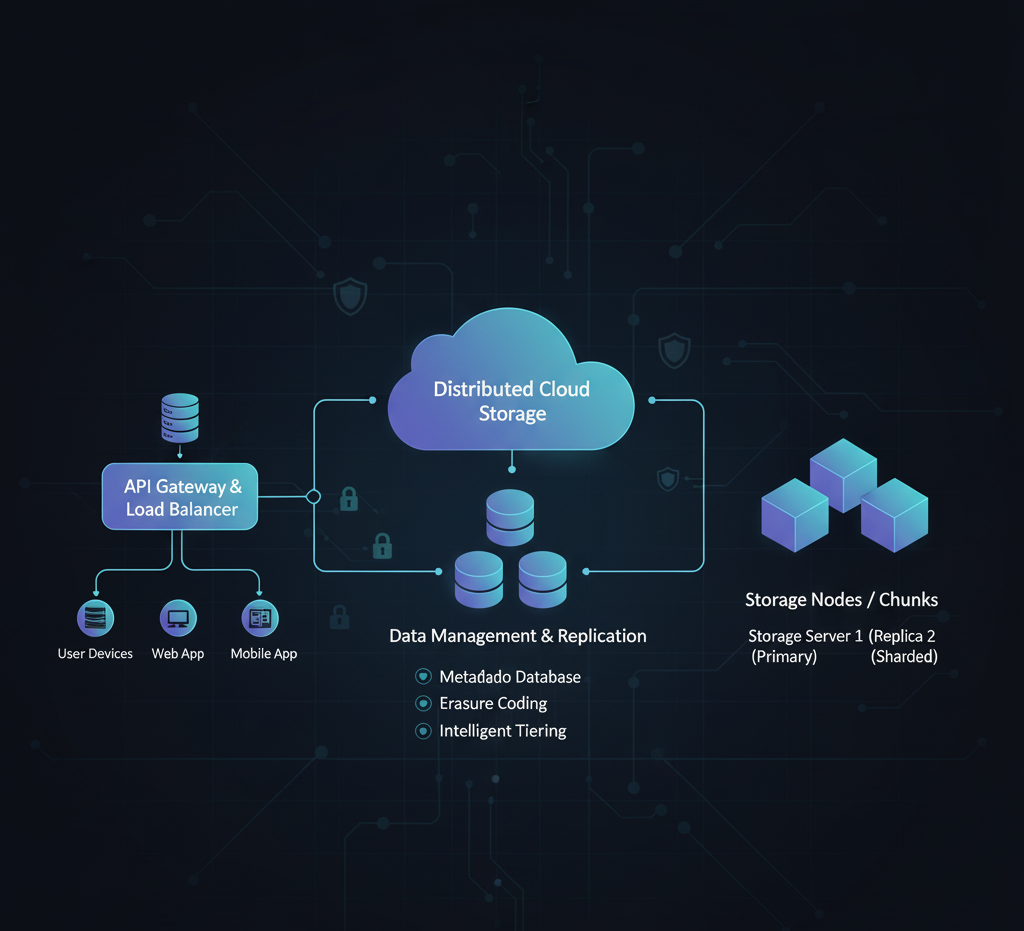 Distributed Cloud
Storage
API Gateway &
Load Balancer
User Devices
Web App
Mobile App
Data Management & Replication
Metadado Database
Erasure Coding
Intelligent Tiering
Storage Nodes / Chunks
Storage Server 1 (Replica 2
(Primary) (Sharded)